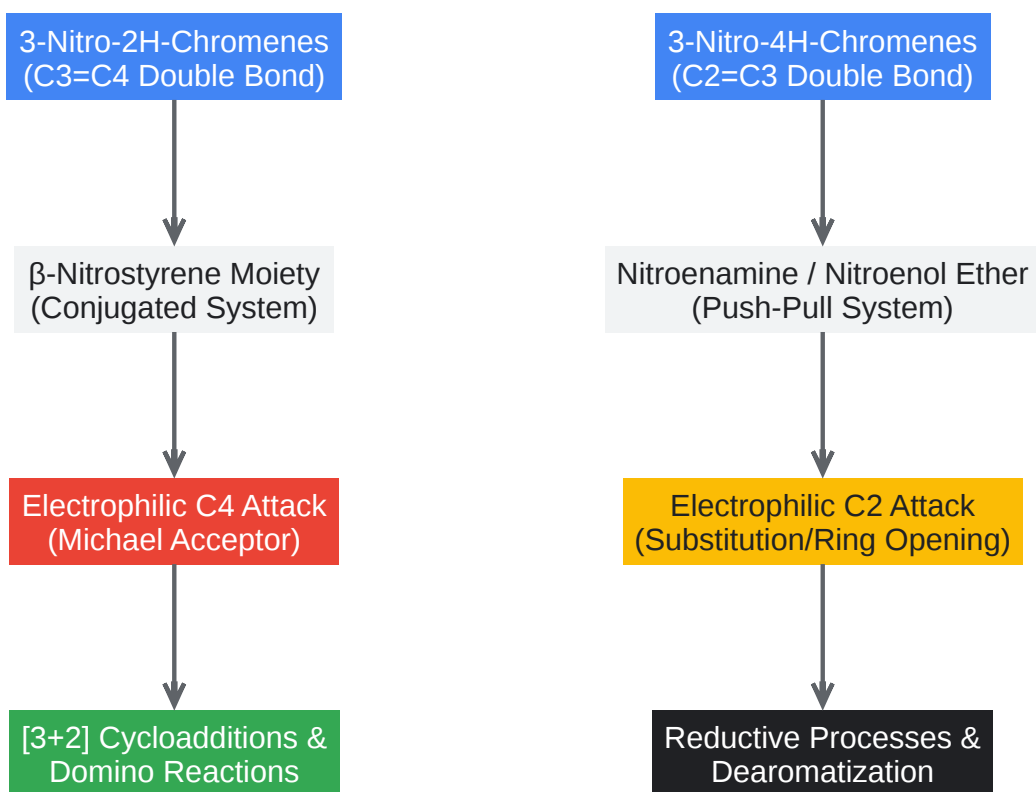 3-Nitro-2H-Chromenes
(C3=C4 Double Bond)
3-Nitro-4H-Chromenes
(C2=C3 Double Bond)
β-Nitrostyrene Moiety
(Conjugated System)
Nitroenamine / Nitroenol Ether
(Push-Pull System)
Electrophilic C4 Attack
(Michael Acceptor)
Electrophilic C2 Attack
(Substitution/Ring Opening)
[3+2] Cycloadditions &
Domino Reactions
Reductive Processes &
Dearomatization